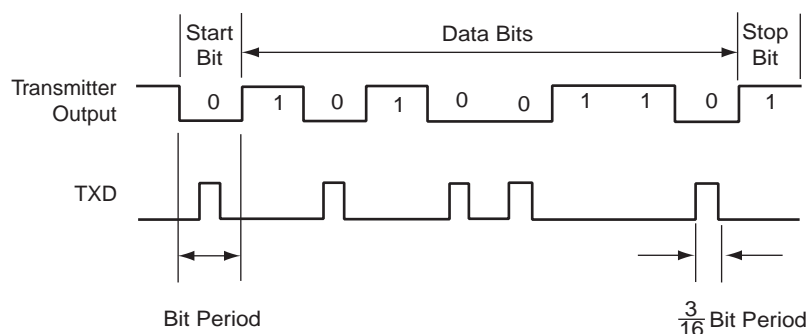 Start
Bit
Data Bits
Stop
Bit
Transmitter
Output
0 1 0 1 0 0 1 1 0 1
TXD
Bit Period
3/16 Bit Period